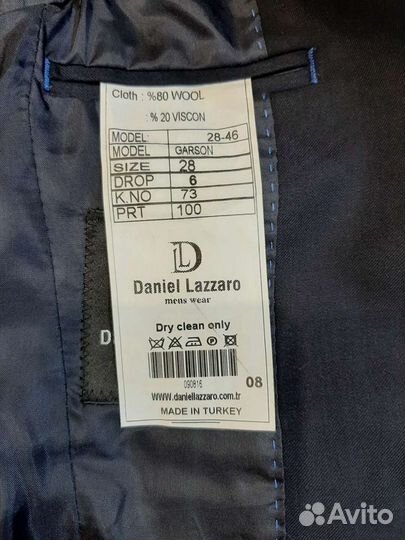 Cloth : %80 WOOL
: % 20 VISCON
MODEL: 28-46
MODEL GARSON
SIZE 28
DROP 6
K.NO 73
PRT 100
DL
Daniel Lazzaro
mens wear
Dry clean only
090816
08
WWW.daniellazzaro.com.tr
MADE IN TURKEY
D
Avito